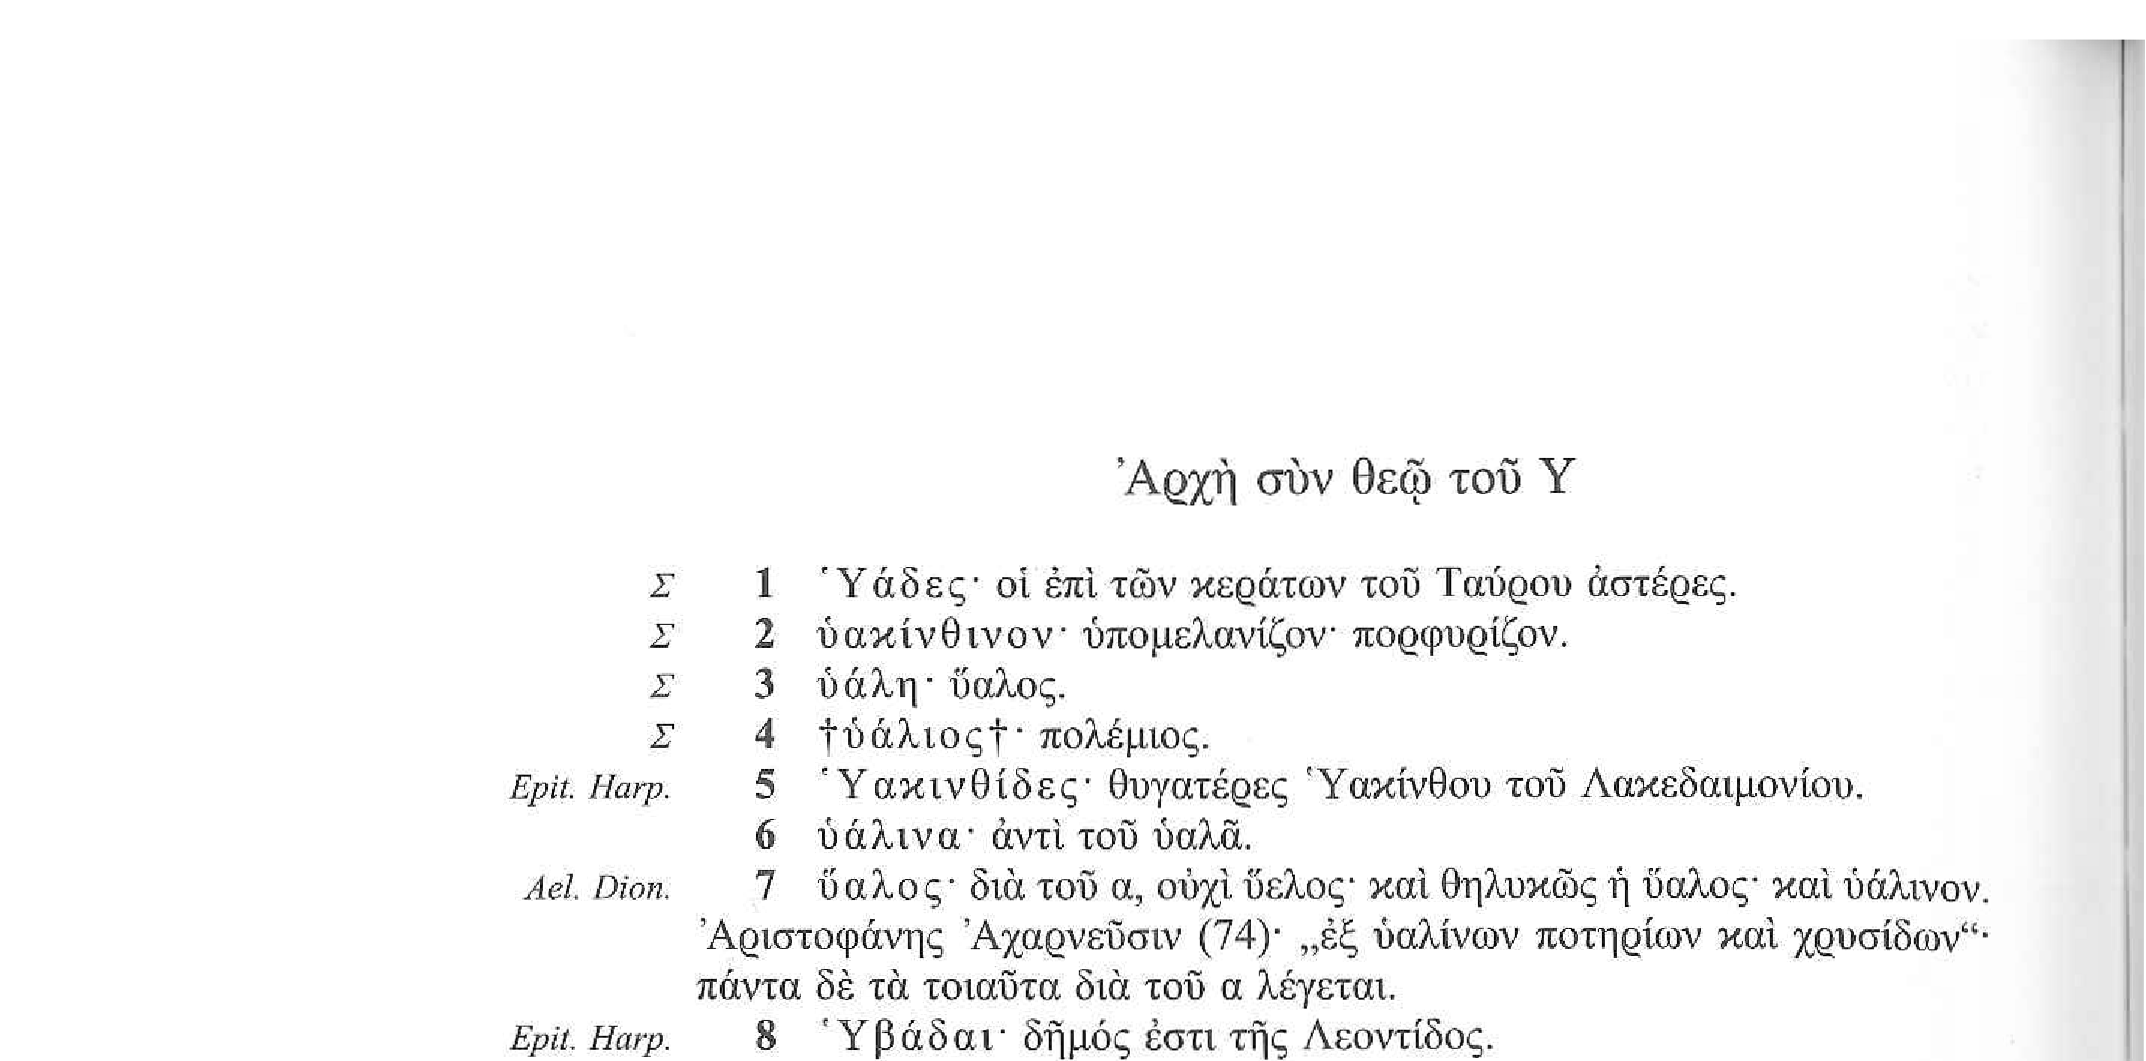 Ἀρχὴ σὺν θεῷ τοῦ Υ
Σ 1 Ὑάδες· οἱ ἐπὶ τῶν κεράτων τοῦ Ταύρου ἀστέρες.
Σ 2 ὑακίνθινον· ὑπομελανίζον· πορφυρίζον.
Σ 3 ὑάλη· ὕαλος.
Σ 4 †ὑάλιος†· πολέμιος.
Epit. Harp. 5 Ὑακινθίδες· θυγατέρες Ὑακίνθου τοῦ Λακεδαιμονίου.
6 ὑάλινα· ἀντὶ τοῦ ὑαλᾶ.
Ael. Dion. 7 ὕαλος· διὰ τοῦ α, οὐχὶ ὕελος· καὶ θηλυκῶς ἡ ὕαλος· καὶ ὑάλινον.
Ἀριστοφάνης Ἀχαρνεῦσιν (74)· „ἐξ ὑαλίνων ποτηρίων καὶ χρυσίδων“·
πάντα δὲ τὰ τοιαῦτα διὰ τοῦ α λέγεται.
Epit. Harp. 8 Ὑβάδαι· δῆμός ἐστι τῆς Λεοντίδος.